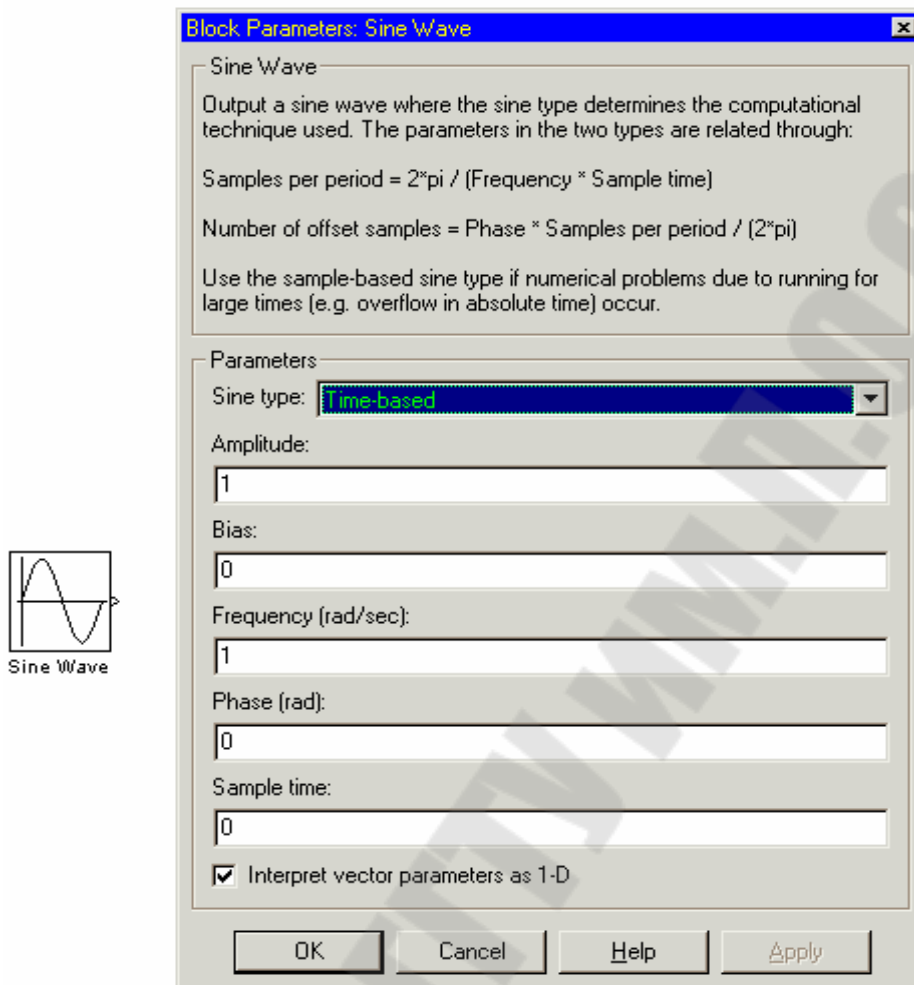 Block Parameters: Sine Wave
Sine Wave
Output a sine wave where the sine type determines the computational
technique used. The parameters in the two types are related through:
Samples per period = 2*pi / (Frequency * Sample time)
Number of offset samples = Phase * Samples per period / (2*pi)
Use the sample-based sine type if numerical problems due to running for
large times (e.g. overflow in absolute time) occur.
Parameters
Sine type: Time-based
Amplitude:
1
Bias:
0
Frequency (rad/sec):
1
Phase (rad):
0
Sample time:
0
Interpret vector parameters as 1-D
OK Cancel Help Apply
Sine Wave
ИМ.П.О